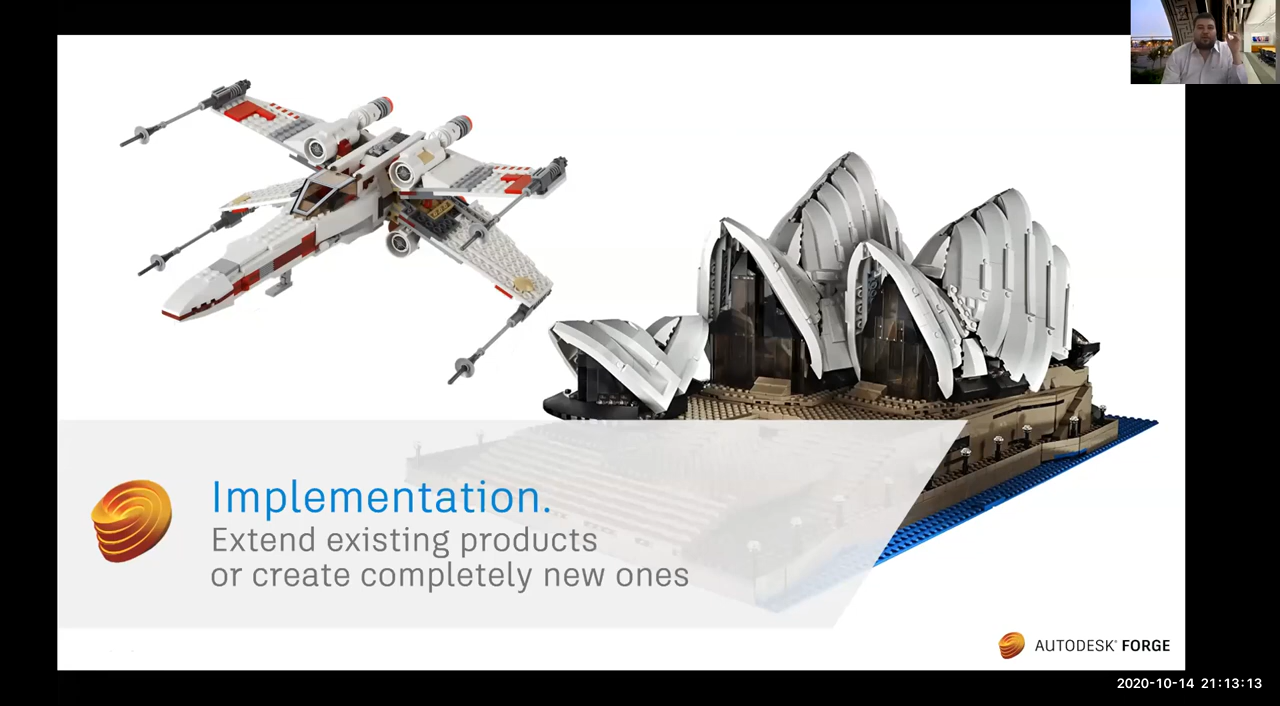 Implementation.
Extend existing products
or create completely new ones
AUTODESK® FORGE
2020-10-14 21:13:13